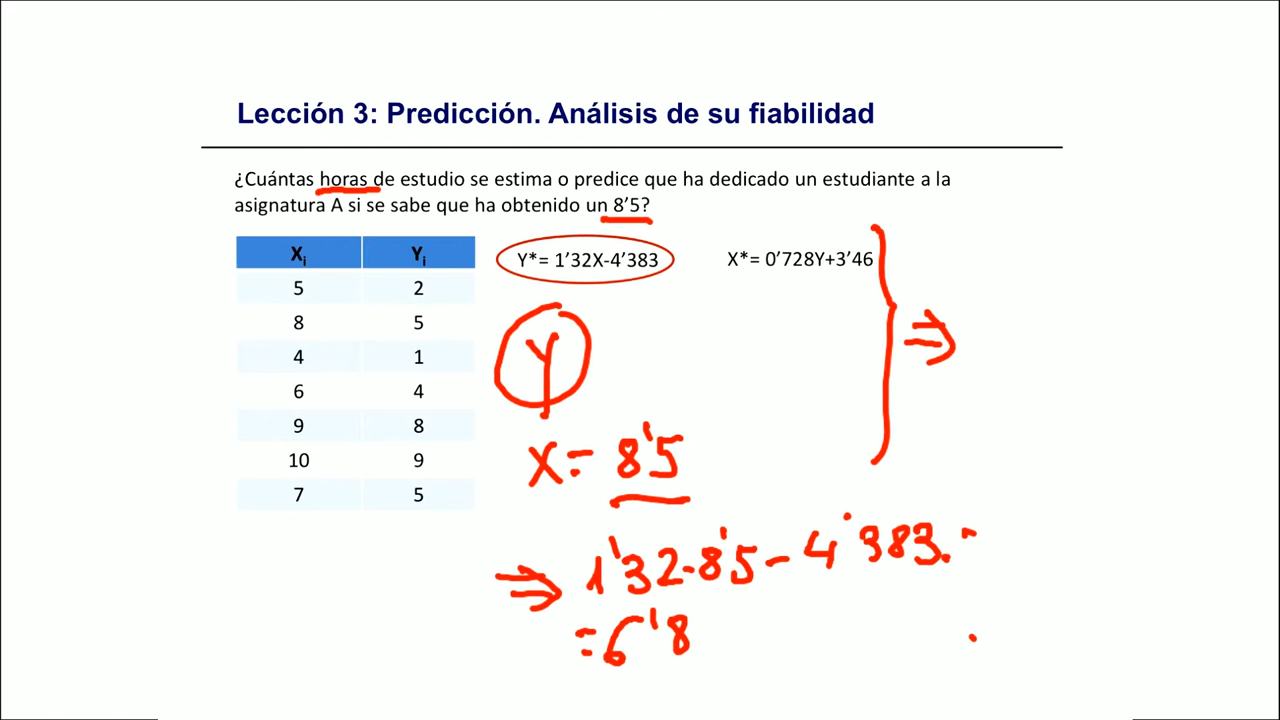 Lección 3: Predicción. Análisis de su fiabilidad
¿Cuántas horas de estudio se estima o predice que ha dedicado un estudiante a la
asignatura A si se sabe que ha obtenido un 8’5?
Xi Yi
5 2
8 5
4 1
6 4
9 8
10 9
7 5
Y*= 1’32X-4’383 X*= 0’728Y+3’46
Y
X = 8'5
⇒ 1'32·8'5 - 4'383 =
= 6'8